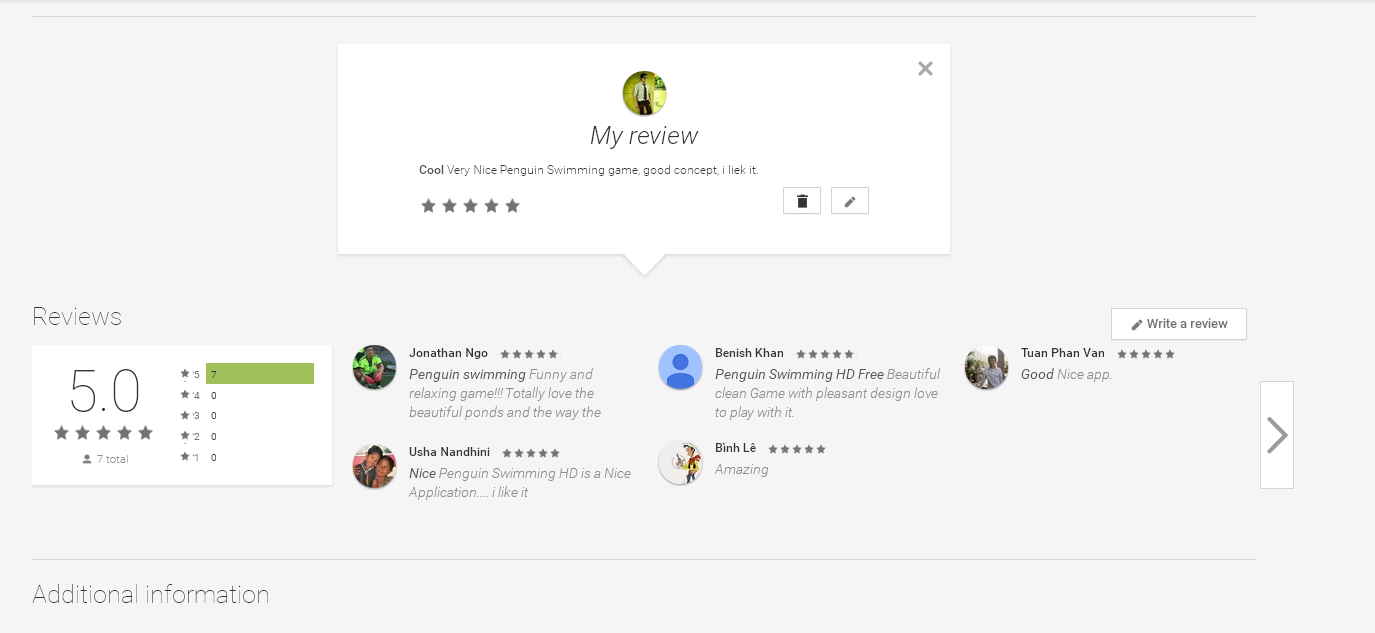 My review
Cool Very Nice Penguin Swimming game, good concept, i liek it.
Reviews
Write a review
5.0
7 total
5 7
4 0
3 0
2 0
1 0
Jonathan Ngo
Penguin swimming Funny and
relaxing game!!! Totally love the
beautiful ponds and the way the
Usha Nandhini
Nice Penguin Swimming HD is a Nice
Application.... i like it
Benish Khan
Penguin Swimming HD Free Beautiful
clean Game with pleasant design love
to play with it.
Bình Lê
Amazing
Tuan Phan Van
Good Nice app.
Additional information